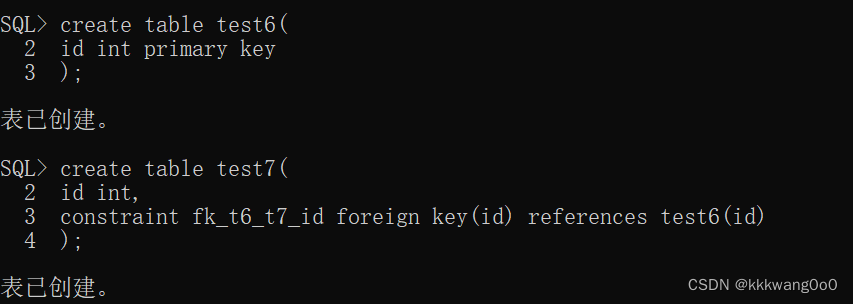 SQL> create table test6(
2 id int primary key
3 );
表已创建。
SQL> create table test7(
2 id int,
3 constraint fk_t6_t7_id foreign key(id) references test6(id)
4 );
表已创建。
CSDN @kkkwang0o0